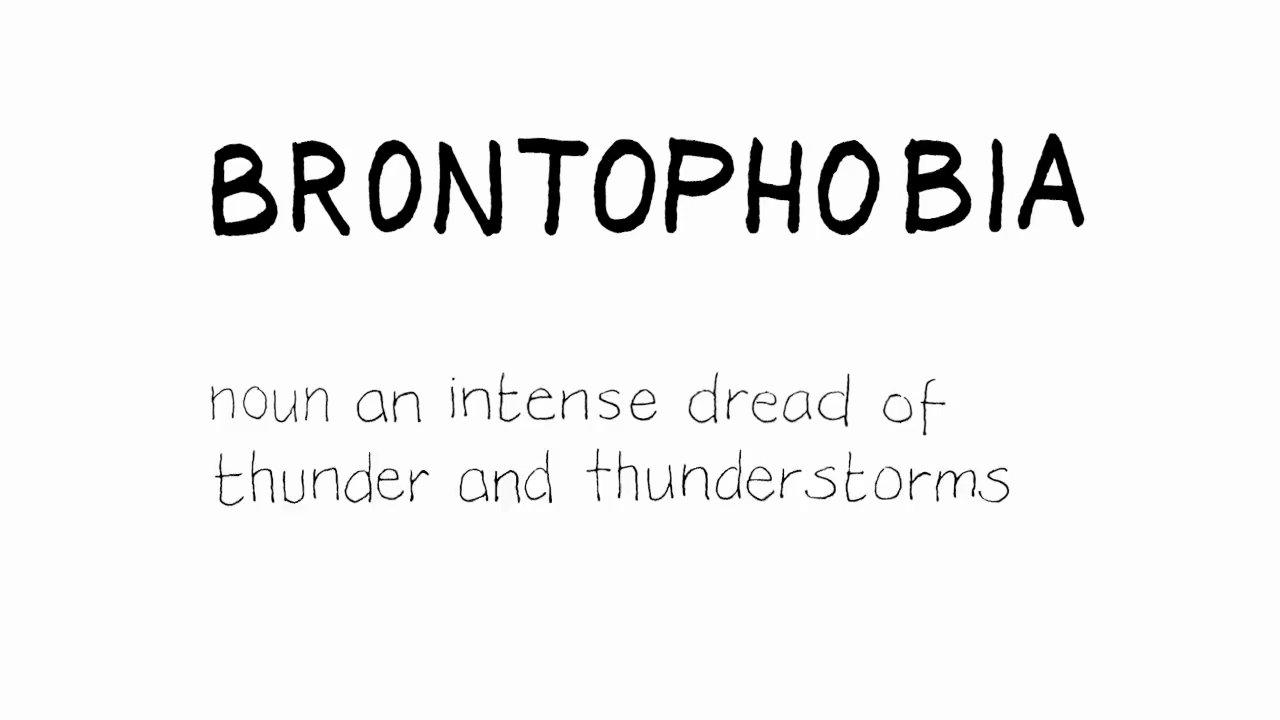 BRONTOPHOBIA
noun an intense dread of
thunder and thunderstorms